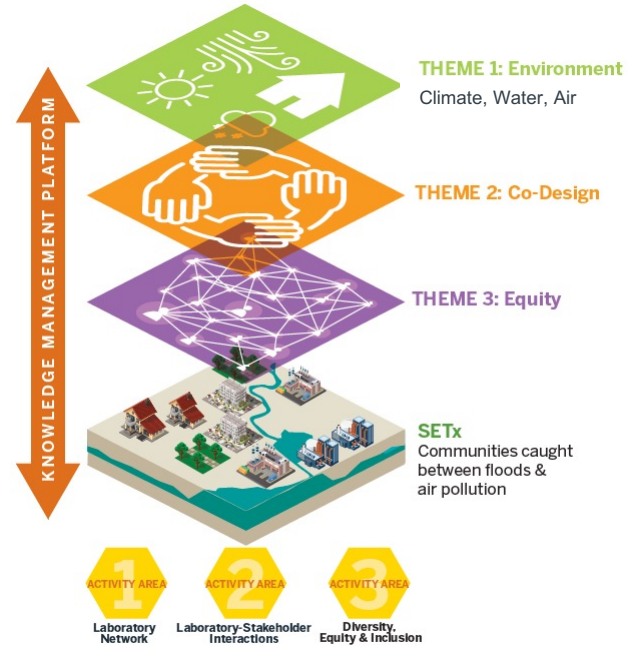 KNOWLEDGE MANAGEMENT PLATFORM
THEME 1: Environment
Climate, Water, Air
THEME 2: Co-Design
THEME 3: Equity
SETx
Communities caught
between floods &
air pollution
1
ACTIVITY AREA
Laboratory
Network
2
ACTIVITY AREA
Laboratory-Stakeholder
Interactions
3
ACTIVITY AREA
Diversity,
Equity & Inclusion